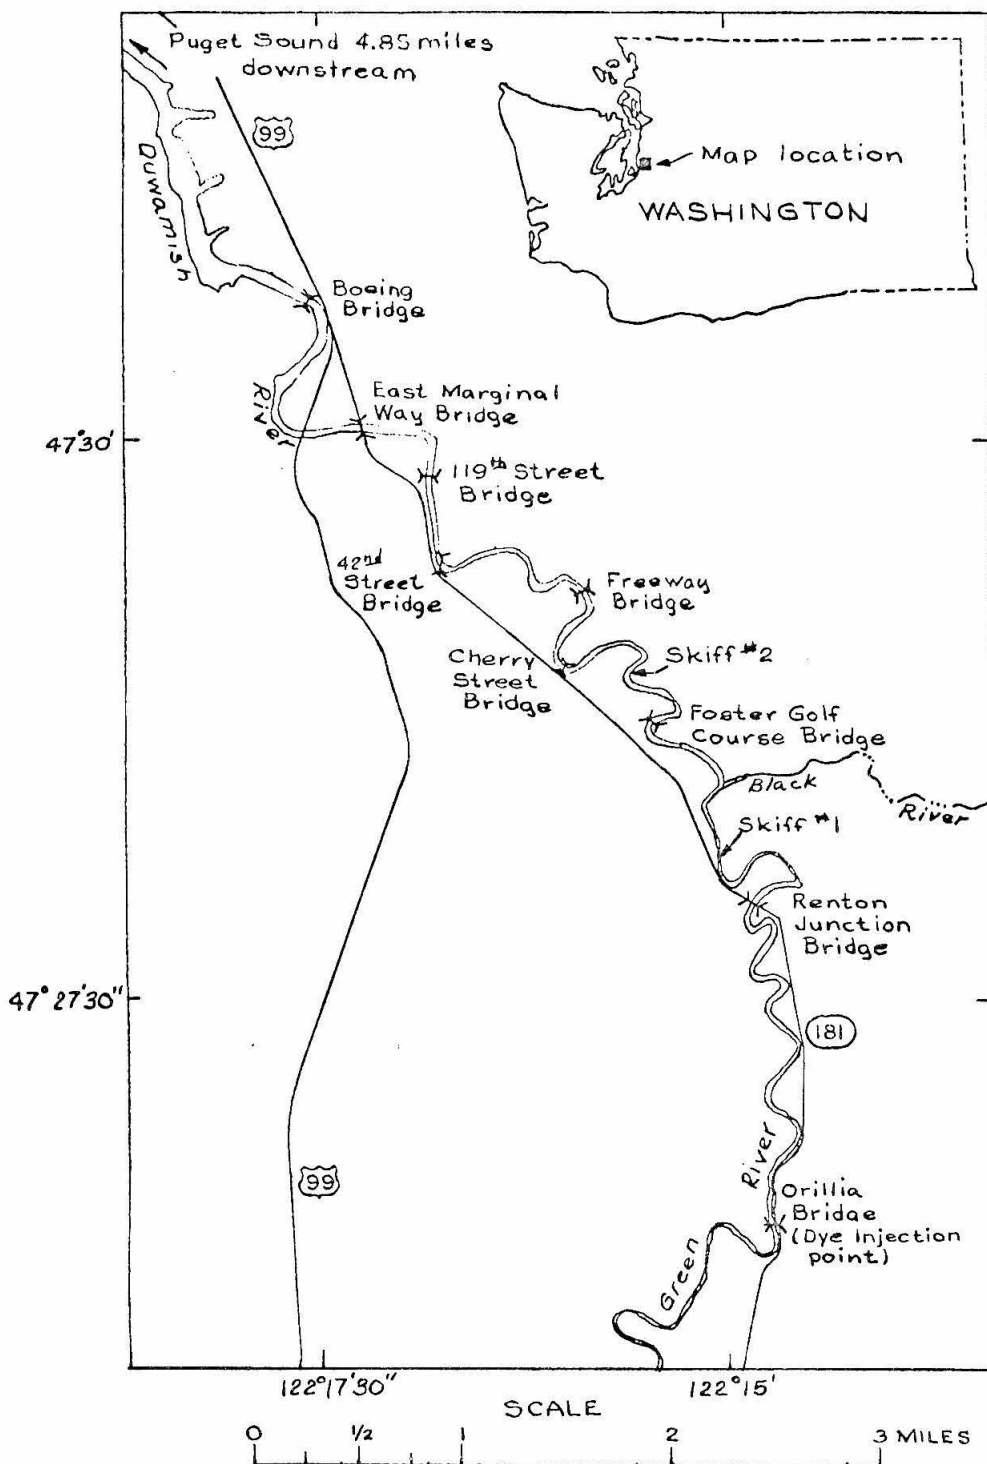 Puget Sound 4.85 miles
downstream
99
Map location
WASHINGTON
Duwamish
River
Boeing
Bridge
East Marginal
Way Bridge
47°30'
119th Street
Bridge
42nd
Street
Bridge
Freeway
Bridge
Cherry
Street
Bridge
Skiff #2
Foster Golf
Course Bridge
Black
River
Skiff #1
Renton
Junction
Bridge
47°27'30"
181
River
99
Orillia
Bridge
(Dye Injection
point)
Green
122°17'30"
122°15'
SCALE
0 1/2 1 2 3 MILES